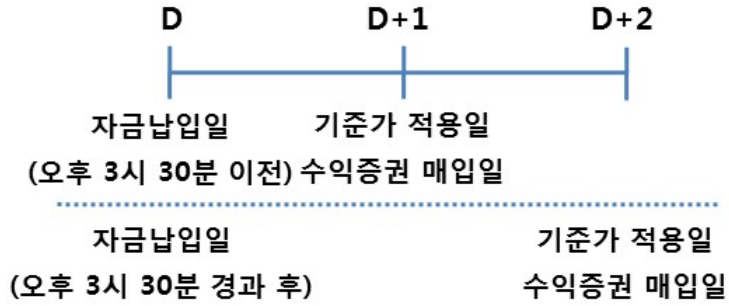 D D+1 D+2
자금납입일 기준가 적용일
(오후 3시 30분 이전) 수익증권 매입일
자금납입일 기준가 적용일
(오후 3시 30분 경과 후) 수익증권 매입일